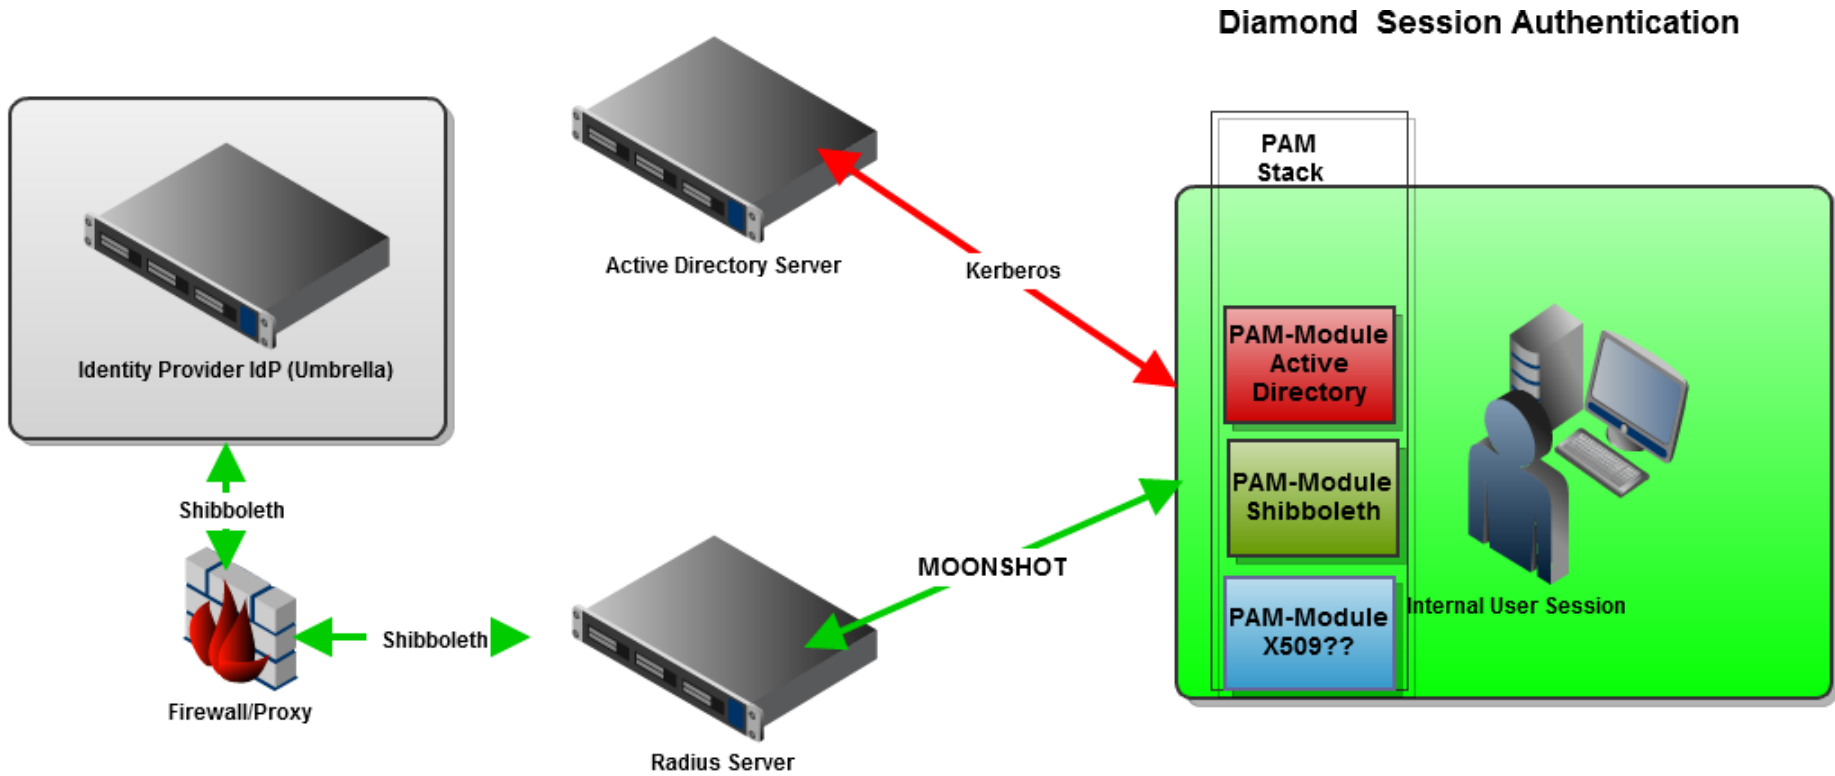 Diamond Session Authentication
PAM
Stack
Active Directory Server
Kerberos
Identity Provider IdP (Umbrella)
PAM-Module
Active
Directory
Shibboleth
PAM-Module
Shibboleth
MOONSHOT
Internal User Session
PAM-Module
X509??
Shibboleth
Firewall/Proxy
Radius Server